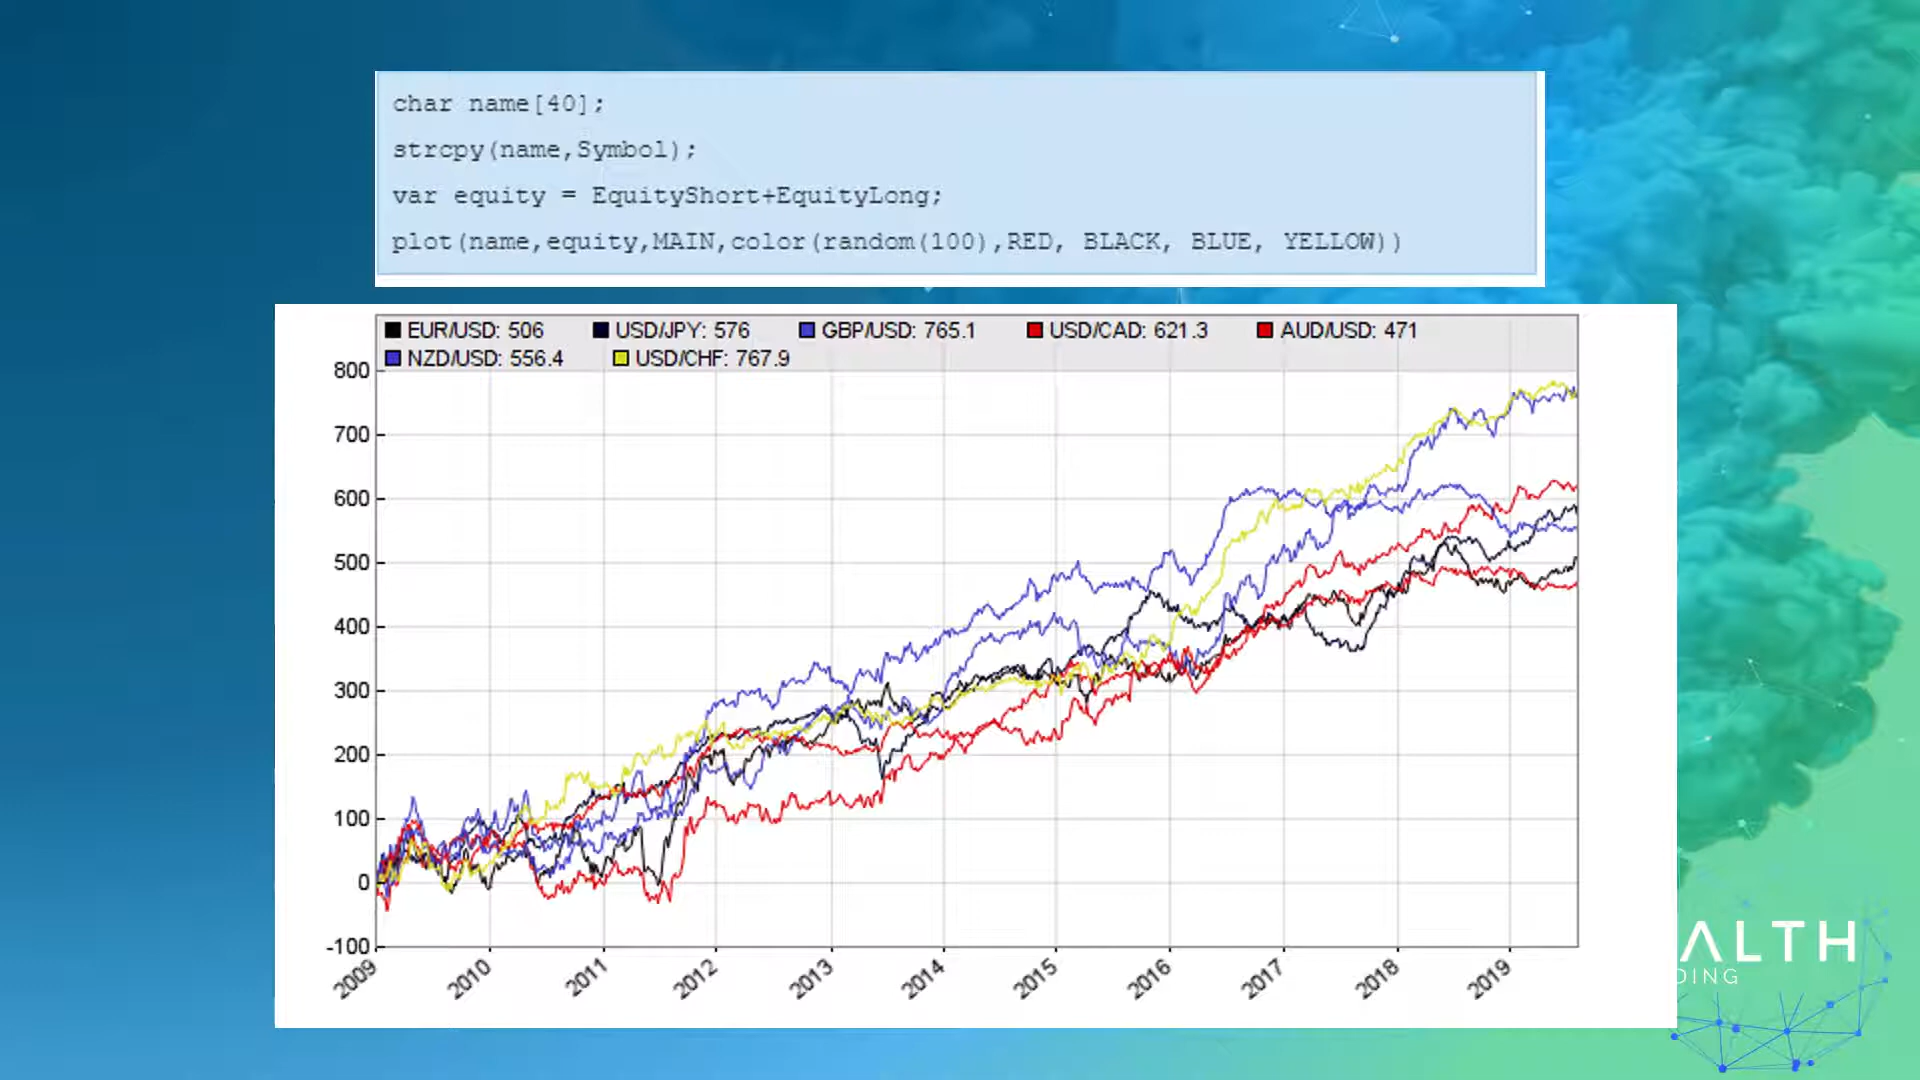 char name[40];
strcpy(name,Symbol);
var equity = EquityShort+EquityLong;
plot(name,equity,MAIN,color(random(100),RED, BLACK, BLUE, YELLOW))
EUR/USD: 506 USD/JPY: 576 GBP/USD: 765.1 USD/CAD: 621.3 AUD/USD: 471
NZD/USD: 556.4 USD/CHF: 767.9
800
700
600
500
400
300
200
100
0
-100
2009 2010 2011 2012 2013 2014 2015 2016 2017 2018 2019
ALTH
DING